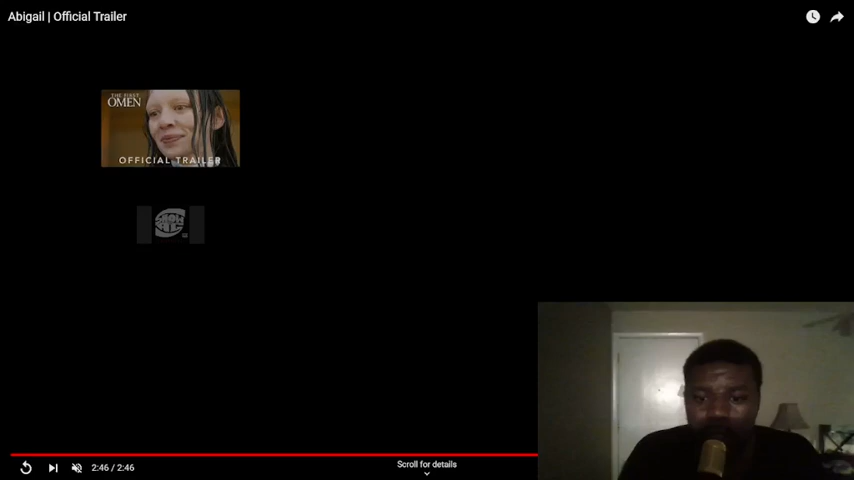 Abigail | Official Trailer
THE FIRST
OMEN
OFFICIAL TRAILER
2:46 / 2:46
Scroll for details